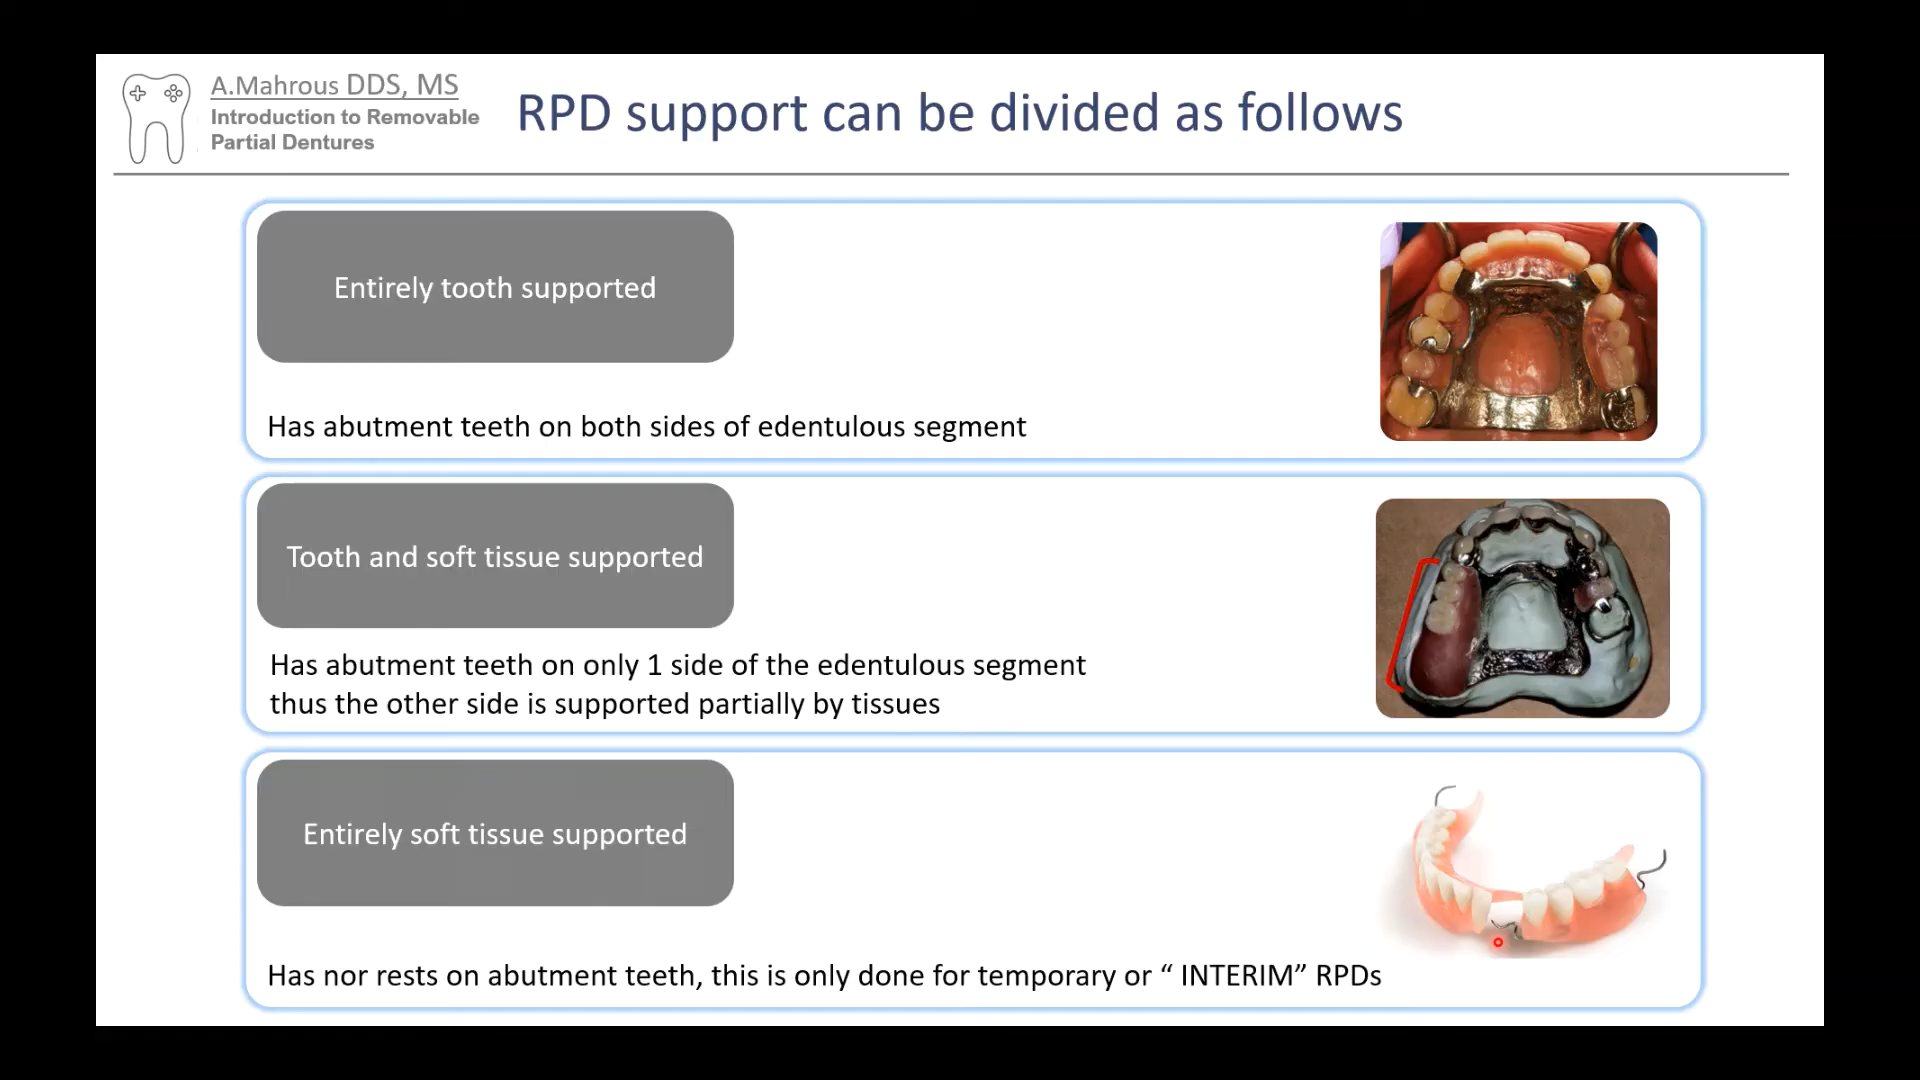 A.Mahrous DDS, MS
Introduction to Removable
Partial Dentures
RPD support can be divided as follows
Entirely tooth supported
Has abutment teeth on both sides of edentulous segment
Tooth and soft tissue supported
Has abutment teeth on only 1 side of the edentulous segment
thus the other side is supported partially by tissues
Entirely soft tissue supported
Has nor rests on abutment teeth, this is only done for temporary or “ INTERIM” RPDs